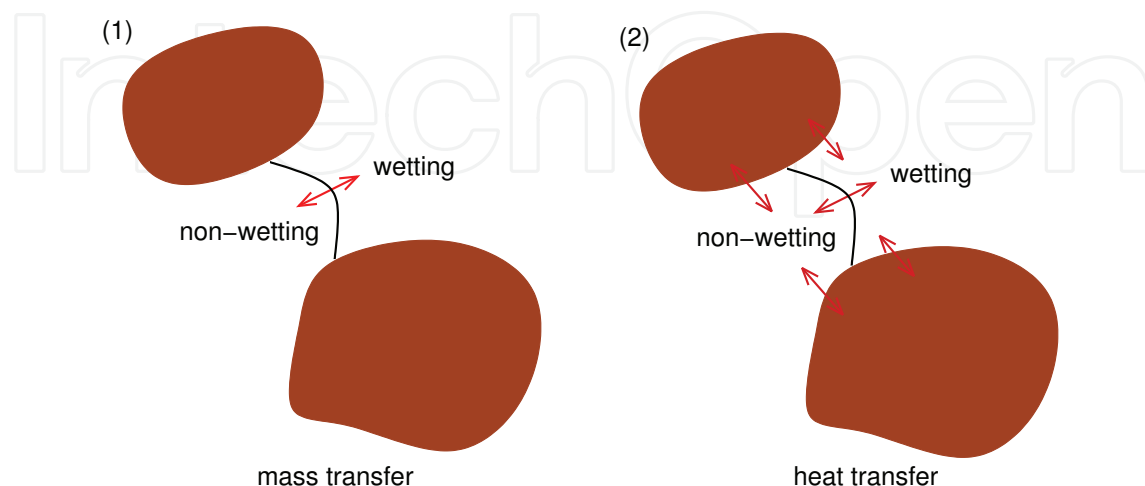 IntechOpen
(1)
wetting
non−wetting
mass transfer
(2)
wetting
non−wetting
heat transfer